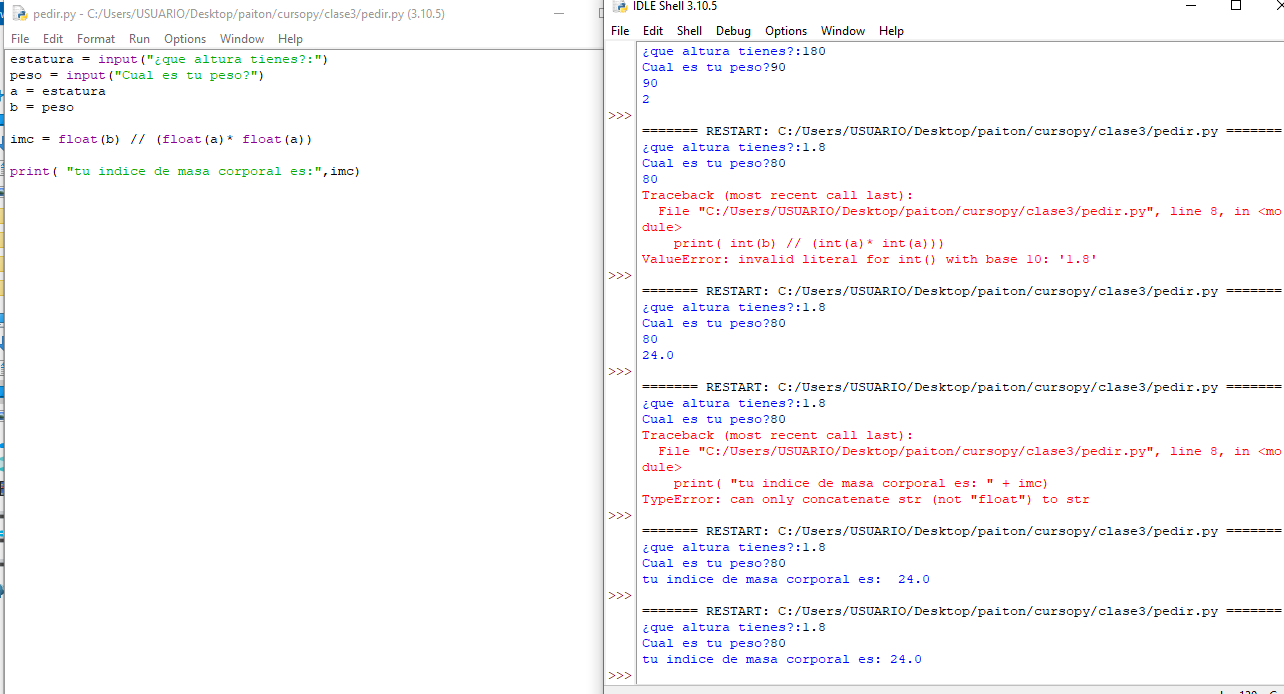 pedir.py - C:/Users/USUARIO/Desktop/paiton/cursopy/clase3/pedir.py (3.10.5)
File Edit Format Run Options Window Help
estatura = input("¿que altura tienes?:")
peso = input("Cual es tu peso?")
a = estatura
b = peso
imc = float(b) // (float(a)* float(a))
print( "tu indice de masa corporal es:",imc)
IDLE Shell 3.10.5
File Edit Shell Debug Options Window Help
¿que altura tienes?:180
Cual es tu peso?90
90
2
>>>
======= RESTART: C:/Users/USUARIO/Desktop/paiton/cursopy/clase3/pedir.py =======
¿que altura tienes?:1.8
Cual es tu peso?80
80
Traceback (most recent call last):
File "C:/Users/USUARIO/Desktop/paiton/cursopy/clase3/pedir.py", line 8, in <mo
dule>
print( int(b) // (int(a)* int(a)))
ValueError: invalid literal for int() with base 10: '1.8'
>>>
======= RESTART: C:/Users/USUARIO/Desktop/paiton/cursopy/clase3/pedir.py =======
¿que altura tienes?:1.8
Cual es tu peso?80
80
24.0
>>>
======= RESTART: C:/Users/USUARIO/Desktop/paiton/cursopy/clase3/pedir.py =======
¿que altura tienes?:1.8
Cual es tu peso?80
Traceback (most recent call last):
File "C:/Users/USUARIO/Desktop/paiton/cursopy/clase3/pedir.py", line 8, in <mo
dule>
print( "tu indice de masa corporal es: " + imc)
TypeError: can only concatenate str (not "float") to str
>>>
======= RESTART: C:/Users/USUARIO/Desktop/paiton/cursopy/clase3/pedir.py =======
¿que altura tienes?:1.8
Cual es tu peso?80
tu indice de masa corporal es:  24.0
>>>
======= RESTART: C:/Users/USUARIO/Desktop/paiton/cursopy/clase3/pedir.py =======
¿que altura tienes?:1.8
Cual es tu peso?80
tu indice de masa corporal es: 24.0
>>>